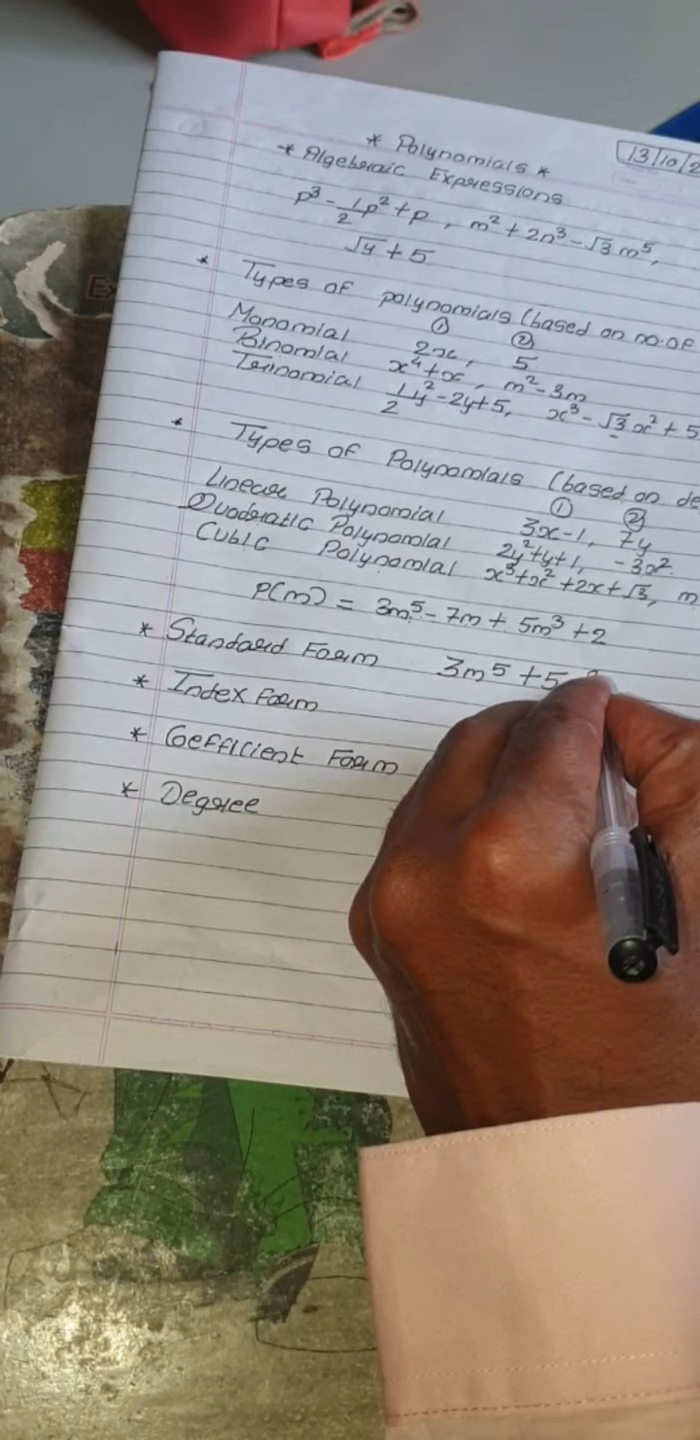 * Polynomials *
13/10/2
* Algebraic Expressions
p³ - 1/2 p² + p, m² + 2n³ - √3 m⁵,
√y + 5
* Types of polynomials (based on no. of
① ②
Monomial 2x, 5
Binomial x⁴ + x, m² - 3m
Trinomial 1/2 y² - 2y + 5, x³ - √3 x² + 5
* Types of Polynomials (based on de
① ②
Linear Polynomial 3x - 1, 7y
Quadratic Polynomial 2y² + y + 1, -3x²
Cubic Polynomial x³ + x² + 2x + √3, m
P(m) = 3m⁵ - 7m + 5m³ + 2
* Standard Form 3m⁵ + 5
* Index Form
* Coefficient Form
* Degree